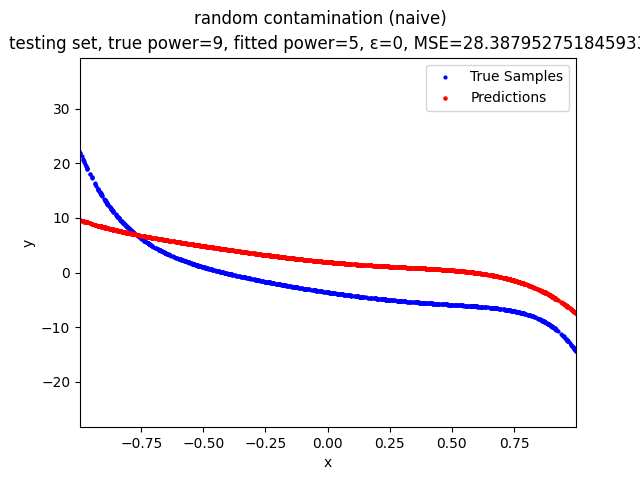 random contamination (naive)
testing set, true power=9, fitted power=5, ε=0, MSE=28.387952751845933
True Samples
Predictions
y
30
20
10
0
−10
−20
−0.75 −0.50 −0.25 0.00 0.25 0.50 0.75
x